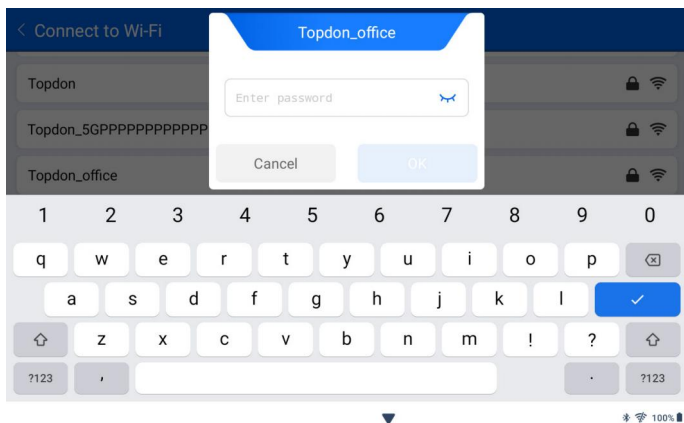 < Connect to Wi-Fi
Topdon_office
Topdon
Enter password
Topdon_5GPPPPPPPPPPPP
Cancel
OK
Topdon_office
1 2 3 4 5 6 7 8 9 0
q w e r t y u i o p
a s d f g h j k l
z x c v b n m ! ?
?123 , . ?123
100%